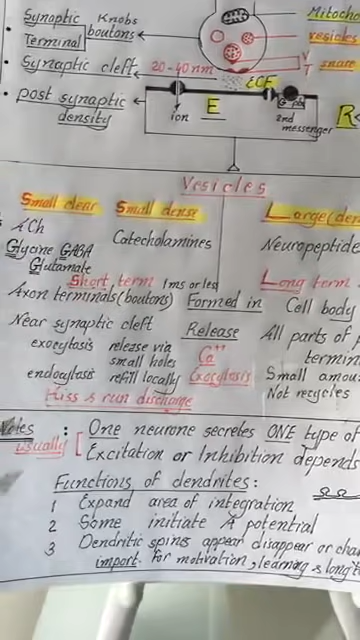 Synaptic Knobs
Terminal boutons
Mitocho
vesicles
V
T snare
Synaptic cleft
20-40nm
ECF
post synaptic
density
E
ion
G pr
2nd
messenger
R
Vesicles
Small clear Small dense Large (den
ACh Catecholamines Neuropeptide
Glycine GABA
Glutamate
Short term 1ms or less Long term
Axon terminals (boutons) Formed in Cell body
Near synaptic cleft Release All parts of
exocytosis release via Ca++ termin
small holes
endocytosis refill locally Exocytosis Small amou
Kiss & run discharge Not recycles
Notes : One neurone secretes ONE type of
usually Excitation or Inhibition depends
Functions of dendrites :
1 Expand area of integration
2 Some initiate A potential
3 Dendritic spines appear disappear or cha
import. for motivation, learning & long t